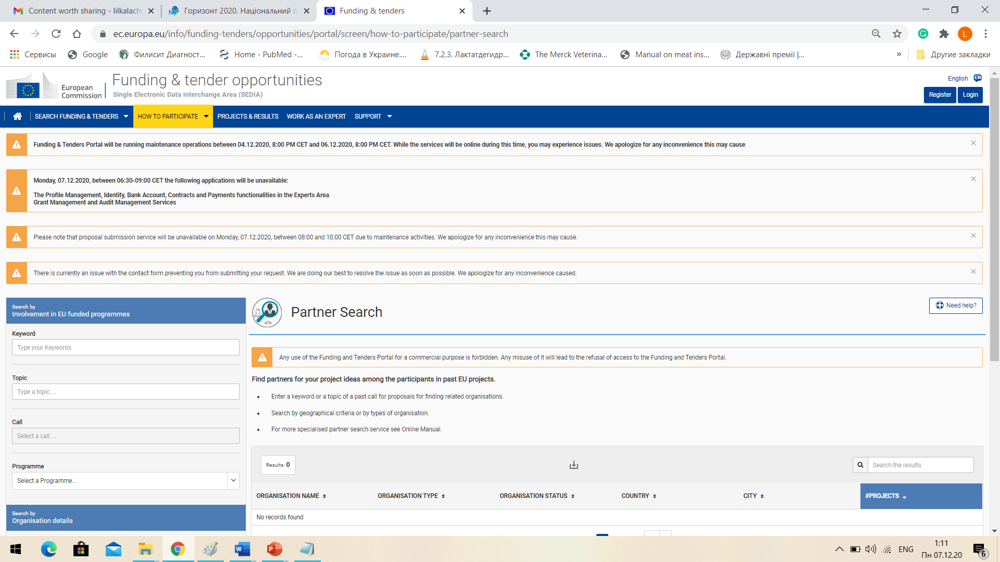 Content worth sharing - lilkalach
Горизонт 2020. Національний п
Funding & tenders
ec.europa.eu/info/funding-tenders/opportunities/portal/screen/how-to-participate/partner-search
L
Сервисы
Google
Филисит Диагност...
Home - PubMed -...
Погода в Украине....
7.2.3. Лактатдегидр...
The Merck Veterina...
Manual on meat ins...
Державні премії |...
»
Другие закладки
European
Commission
Funding & tender opportunities
Single Electronic Data Interchange Area (SEDIA)
English EN
Register
Login
SEARCH FUNDING & TENDERS
HOW TO PARTICIPATE
PROJECTS & RESULTS
WORK AS AN EXPERT
SUPPORT
Funding & Tenders Portal will be running maintenance operations between 04.12.2020, 8:00 PM CET and 06.12.2020, 8:00 PM CET. While the services will be online during this time, you may experience issues. We apologize for any inconvenience this may cause
Monday, 07.12.2020, between 06:30-09:00 CET the following applications will be unavailable:
The Profile Management, Identity, Bank Account, Contracts and Payments functionalities in the Experts Area
Grant Management and Audit Management Services
Please note that proposal submission service will be unavailable on Monday, 07.12.2020, between 08:00 and 10:00 CET due to maintenance activities. We apologize for any inconvenience this may cause.
There is currently an issue with the contact form preventing you from submitting your request. We are doing our best to resolve the issue as soon as possible. We apologize for any inconvenience caused.
Search by
Involvement in EU funded programmes
Keyword
Type your Keywords
Topic
Type a topic ...
Call
Select a call ...
Programme
Select a Programme...
Search by
Organisation details
Partner Search
Need help?
Any use of the Funding and Tenders Portal for a commercial purpose is forbidden. Any misuse of it will lead to the refusal of access to the Funding and Tenders Portal.
Find partners for your project ideas among the participants in past EU projects.
• Enter a keyword or a topic of a past call for proposals for finding related organisations.
• Search by geographical criteria or by types of organisation.
• For more specialised partner search service see Online Manual.
Results: 0
Search the results
ORGANISATION NAME
ORGANISATION TYPE
ORGANISATION STATUS
COUNTRY
CITY
#PROJECTS
No records found
ENG
1:11
Пн 07.12.20
6